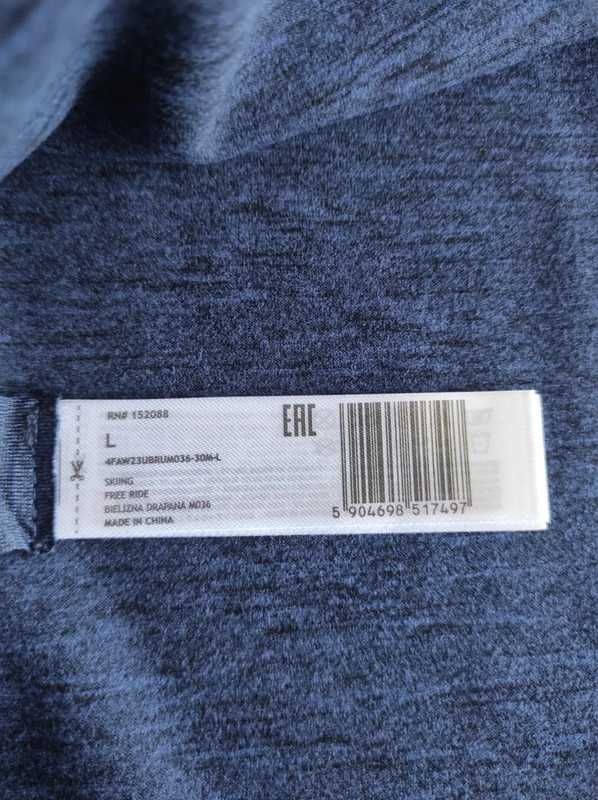 RN# 152088
L
4FAW23UBRUM036-30M-L
SKIING
FREE RIDE
BIELIZNA DRAPANA M036
MADE IN CHINA
EAC
5 904698 517497